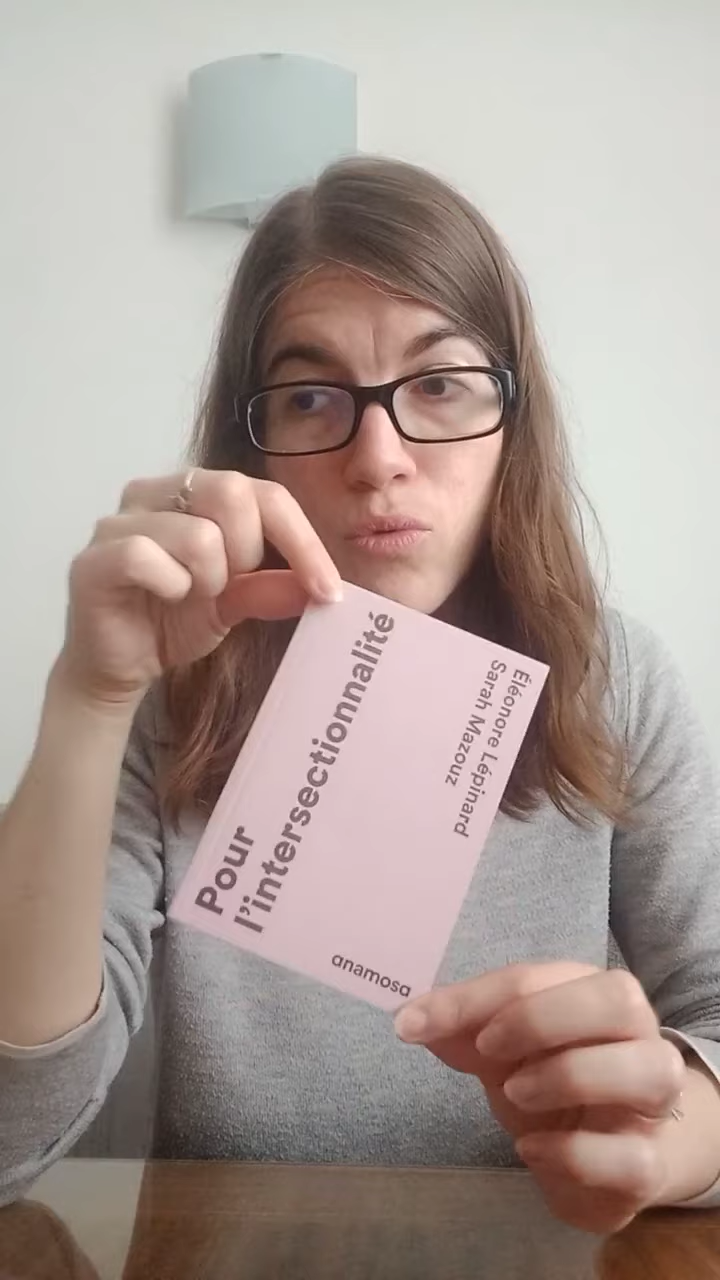 Éléonore Lépinard
Sarah Mazouz
Pour
l'intersectionnalité
anamosa